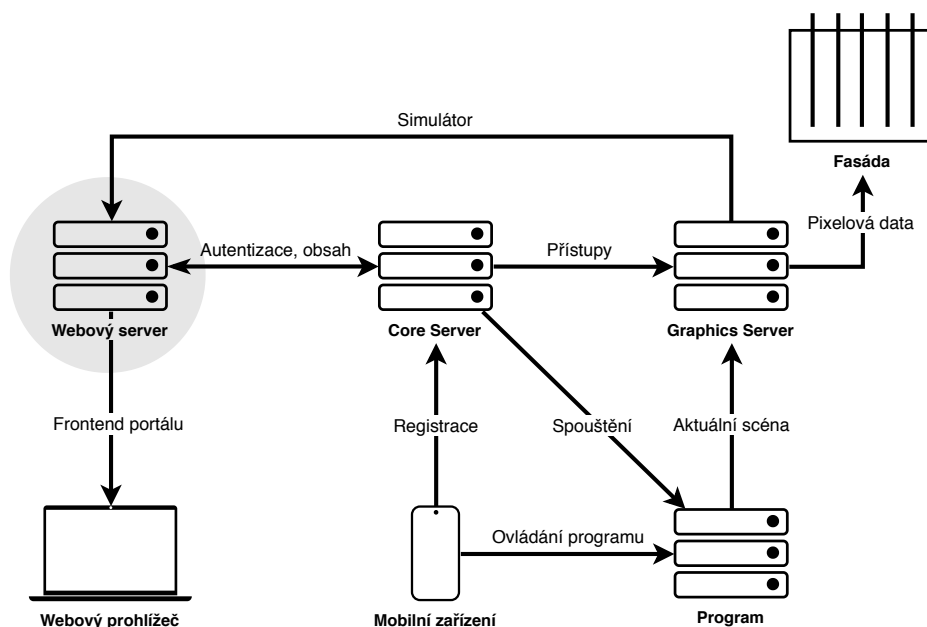 Simulátor
Fasáda
Pixelová data
Autentizace, obsah
Přístupy
Webový server
Core Server
Graphics Server
Frontend portálu
Registrace
Spouštění
Aktuální scéna
Ovládání programu
Webový prohlížeč
Mobilní zařízení
Program